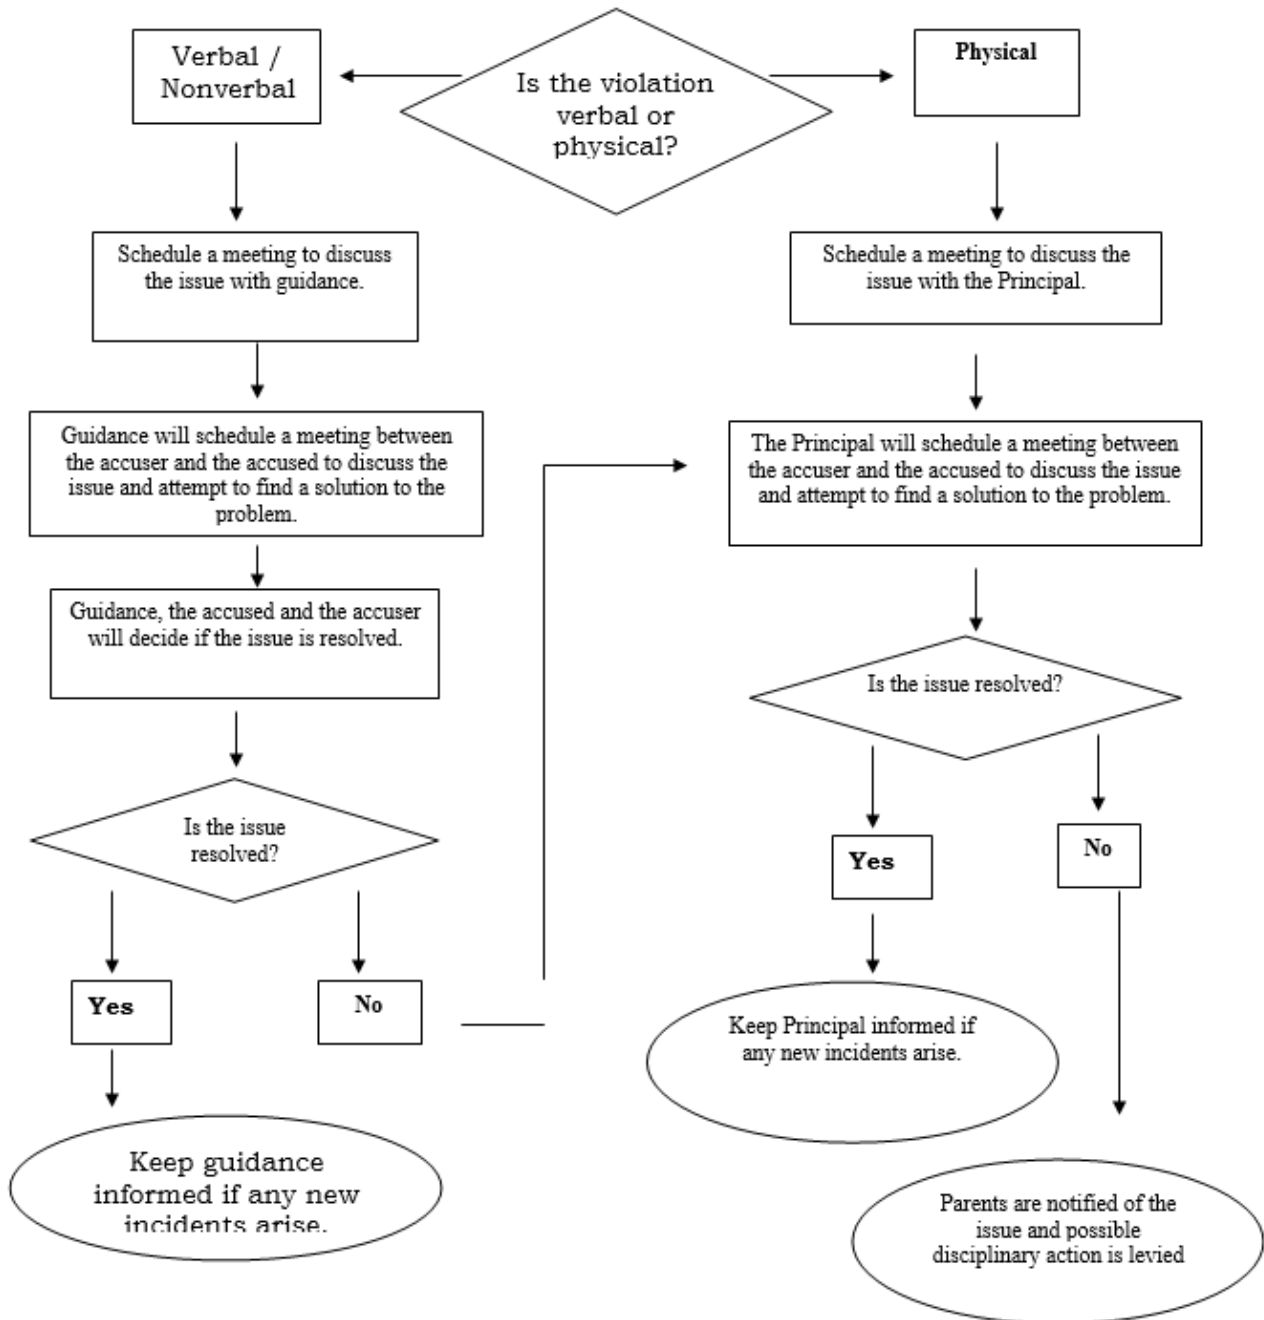 Verbal /
Nonverbal
Is the violation
verbal or
physical?
Physical
Schedule a meeting to discuss
the issue with guidance.
Schedule a meeting to discuss the
issue with the Principal.
Guidance will schedule a meeting between
the accuser and the accused to discuss the
issue and attempt to find a solution to the
problem.
The Principal will schedule a meeting between
the accuser and the accused to discuss the issue
and attempt to find a solution to the problem.
Guidance, the accused and the accuser
will decide if the issue is resolved.
Is the issue resolved?
Is the issue
resolved?
Yes
No
Yes
No
Keep Principal informed if
any new incidents arise.
Keep guidance
informed if any new
incidents arise.
Parents are notified of the
issue and possible
disciplinary action is levied